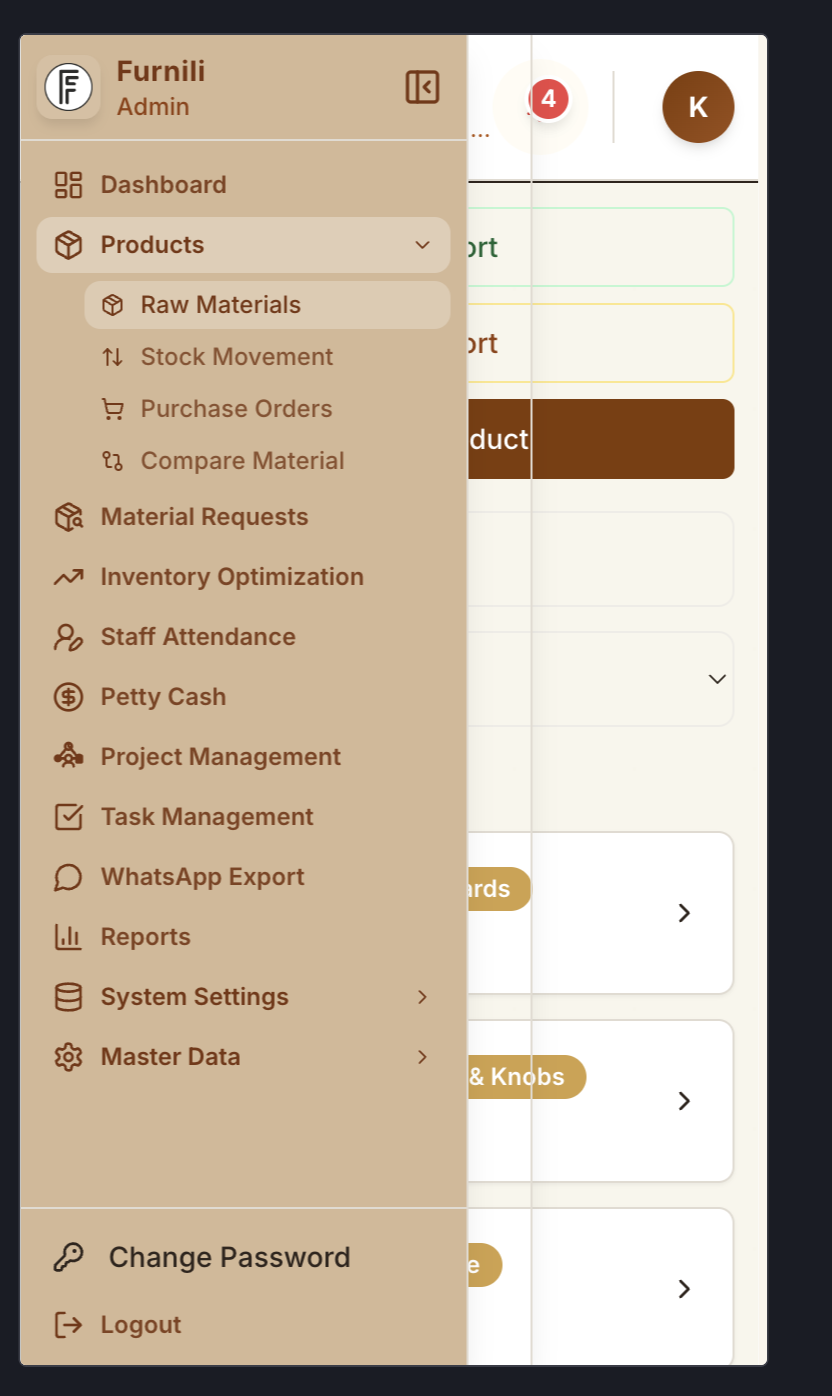 Furnili
Admin
...
4
K
Dashboard
Products
Raw Materials
Stock Movement
Purchase Orders
Compare Material
Material Requests
Inventory Optimization
Staff Attendance
Petty Cash
Project Management
Task Management
WhatsApp Export
Reports
System Settings
Master Data
Change Password
Logout
ort
ort
duct
ards
& Knobs
e